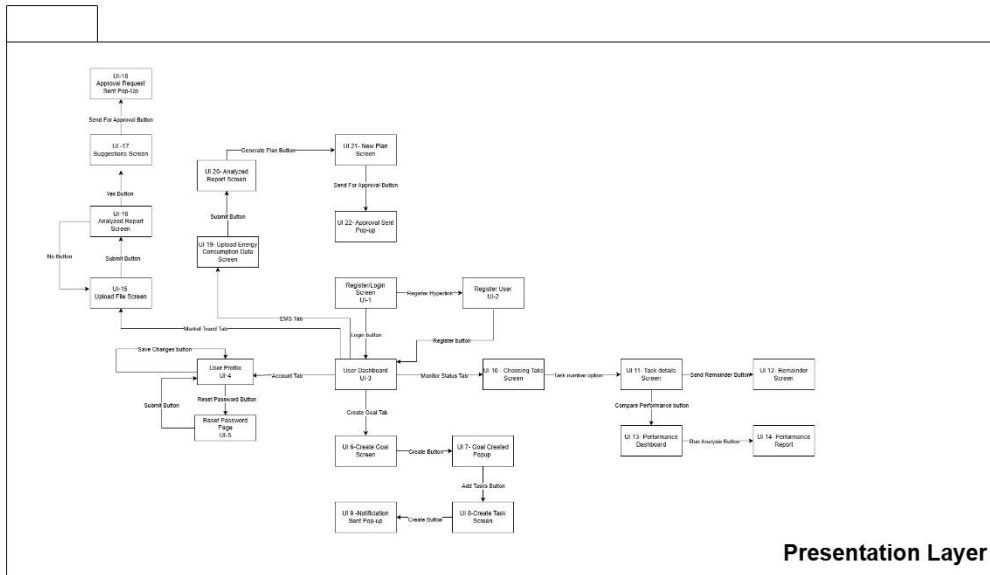 UI-18
Approval Request
Sent Pop-Up
Send For Approval Button
UI -17
Suggestions Screen
Yes Button
UI-16
Analyzed Report
Screen
No Button
Submit Button
UI-15
Upload File Screen
Generate Plan Button
UI 21- New Plan
Screen
UI 20- Analyzed
Report Screen
Send For Approval Button
Submit Button
UI 22- Approval Sent
Pop-up
UI 19- Upload Energy
Consumption Data
Screen
Register/Login
Screen
UI-1
Register Hyperlink
Register User
UI-2
EMS Tab
Market Trend Tab
Login button
Register button
Save Changes button
User Profile
UI-4
Account Tab
User Dashboard
UI-3
Monitor Status Tab
UI 10 - Choosing Taks
Screen
Task number option
UI 11- Task details
Screen
Send Remainder Button
UI 12- Remainder
Screen
Submit Button
Reset Password Button
Reset Password
Page
UI-5
Create Goal Tab
Compare Performance button
UI 13- Performance
Dashboard
Run Analysis Button
UI 14- Performance
Report
UI 6-Create Goal
Screen
Create Button
UI 7- Goal Created
Popup
Add Tasks Button
UI 9 -Notificiation
Sent Pop-up
Create Button
UI 8-Create Task
Screen
Presentation Layer